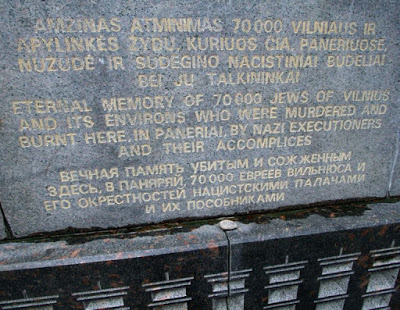 AMŽINAS ATMINIMAS 70 000 VILNIAUS IR
APYLINKĖS ŽYDŲ, KURIUOS ČIA, PANERIUOSE,
NUŽUDĖ IR SUDEGINO NACISTINIAI BUDELIAI
BEI JŲ TALKININKAI
ETERNAL MEMORY OF 70 000 JEWS OF VILNIUS
AND ITS ENVIRONS WHO WERE MURDERED AND
BURNT HERE, IN PANERIAI, BY NAZI EXECUTIONERS
AND THEIR ACCOMPLICES
ВЕЧНАЯ ПАМЯТЬ УБИТЫМ И СОЖЖЕННЫМ
ЗДЕСЬ, В ПАНЯРЯЙ, 70 000 ЕВРЕЕВ ВИЛЬНЮСА И
ЕГО ОКРЕСТНОСТЕЙ НАЦИСТСКИМИ ПАЛАЧАМИ
И ИХ ПОСОБНИКАМИ